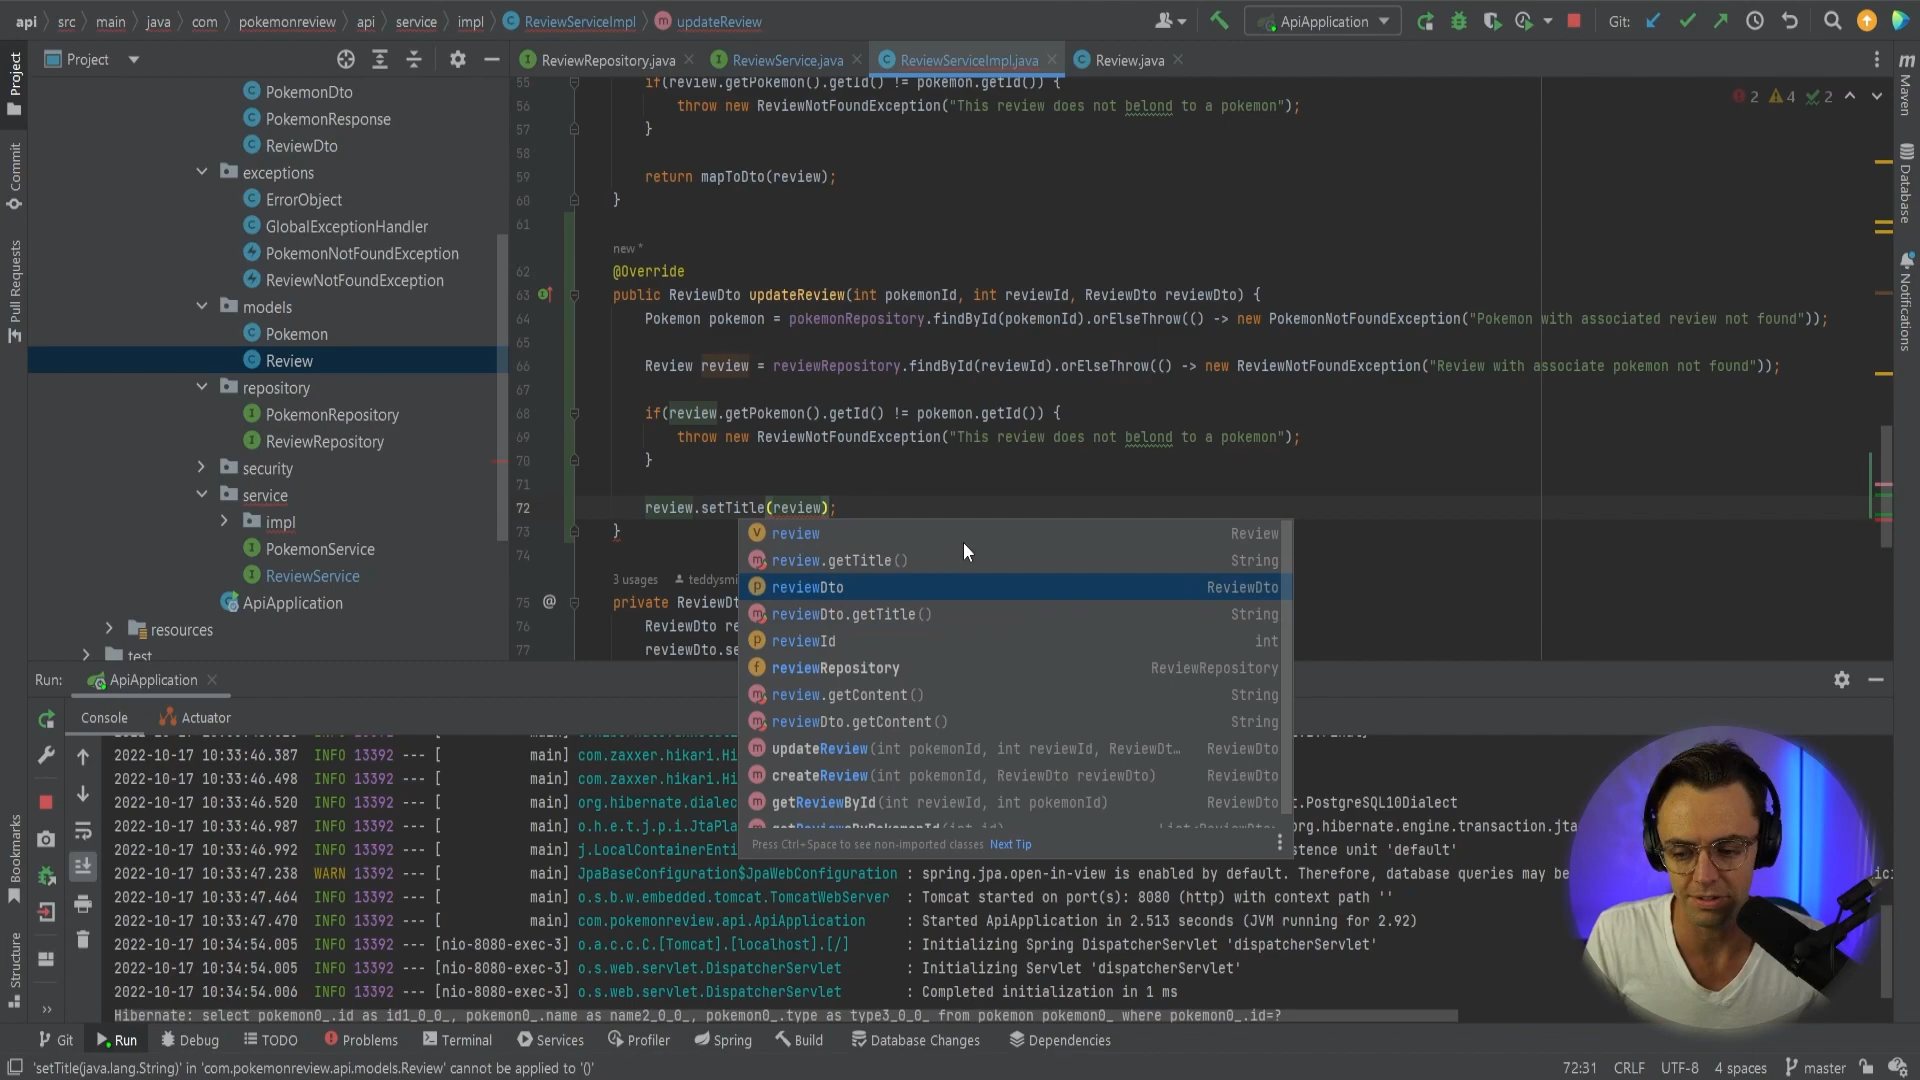 api src main java com pokemonreview api service impl ReviewServiceImpl updateReview ApiApplication Git:
Project
ReviewRepository.java ReviewService.java ReviewServiceImpl.java Review.java
PokemonDto
PokemonResponse
ReviewDto
exceptions
ErrorObject
GlobalExceptionHandler
PokemonNotFoundException
ReviewNotFoundException
models
Pokemon
Review
repository
PokemonRepository
ReviewRepository
security
service
impl
PokemonService
ReviewService
ApiApplication
resources
test
Project
Commit
Pull Requests
Bookmarks
Structure
Maven
Database
Notifications
2 4 2
55 if(review.getPokemon().getId() != pokemon.getId()) {
56 throw new ReviewNotFoundException("This review does not belond to a pokemon");
57 }
58
59 return mapToDto(review);
60 }
61
new *
62 @Override
63 public ReviewDto updateReview(int pokemonId, int reviewId, ReviewDto reviewDto) {
64 Pokemon pokemon = pokemonRepository.findById(pokemonId).orElseThrow(() -> new PokemonNotFoundException("Pokemon with associated review not found"));
65
66 Review review = reviewRepository.findById(reviewId).orElseThrow(() -> new ReviewNotFoundException("Review with associate pokemon not found"));
67
68 if(review.getPokemon().getId() != pokemon.getId()) {
69 throw new ReviewNotFoundException("This review does not belond to a pokemon");
70 }
71
72 review.setTitle(review);
73 }
74
3 usages teddysmi
75 @ private ReviewDt
76 ReviewDto re
77 reviewDto.se
review Review
review.getTitle() String
reviewDto ReviewDto
reviewDto.getTitle() String
reviewId int
reviewRepository ReviewRepository
review.getContent() String
reviewDto.getContent() String
updateReview(int pokemonId, int reviewId, ReviewDt… ReviewDto
createReview(int pokemonId, ReviewDto reviewDto) ReviewDto
getReviewById(int reviewId, int pokemonId) ReviewDto
Press Ctrl+Space to see non-imported classes Next Tip
Run: ApiApplication
Console Actuator
2022-10-17 10:33:46.387 INFO 13392 --- [ main] com.zaxxer.hikari.Hi
2022-10-17 10:33:46.498 INFO 13392 --- [ main] com.zaxxer.hikari.Hi
2022-10-17 10:33:46.520 INFO 13392 --- [ main] org.hibernate.dialec t.PostgreSQL10Dialect
2022-10-17 10:33:46.987 INFO 13392 --- [ main] o.h.e.t.j.p.i.JtaPla org.hibernate.engine.transaction.jta
2022-10-17 10:33:46.992 INFO 13392 --- [ main] j.LocalContainerEnti stence unit 'default'
2022-10-17 10:33:47.238 WARN 13392 --- [ main] JpaBaseConfiguration$JpaWebConfiguration : spring.jpa.open-in-view is enabled by default. Therefore, database queries may be
2022-10-17 10:33:47.464 INFO 13392 --- [ main] o.s.b.w.embedded.tomcat.TomcatWebServer : Tomcat started on port(s): 8080 (http) with context path ''
2022-10-17 10:33:47.470 INFO 13392 --- [ main] com.pokemonreview.api.ApiApplication : Started ApiApplication in 2.513 seconds (JVM running for 2.92)
2022-10-17 10:34:54.005 INFO 13392 --- [nio-8080-exec-3] o.a.c.c.C.[Tomcat].[localhost].[/] : Initializing Spring DispatcherServlet 'dispatcherServlet'
2022-10-17 10:34:54.005 INFO 13392 --- [nio-8080-exec-3] o.s.web.servlet.DispatcherServlet : Initializing Servlet 'dispatcherServlet'
2022-10-17 10:34:54.006 INFO 13392 --- [nio-8080-exec-3] o.s.web.servlet.DispatcherServlet : Completed initialization in 1 ms
Hibernate: select pokemon0_.id as id1_0_0_, pokemon0_.name as name2_0_0_, pokemon0_.type as type3_0_0_ from pokemon pokemon0_ where pokemon0_.id=?
Git Run Debug TODO Problems Terminal Services Profiler Spring Build Database Changes Dependencies
'setTitle(java.lang.String)' in 'com.pokemonreview.api.models.Review' cannot be applied to '()' 72:31 CRLF UTF-8 4 spaces master